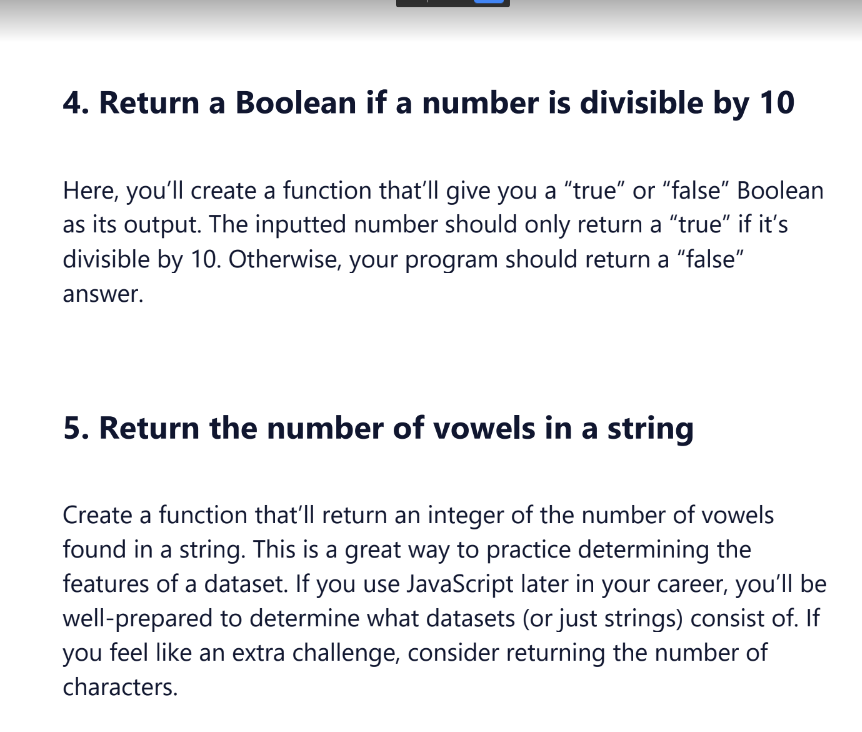 4. Return a Boolean if a number is divisible by 10
Here, you’ll create a function that’ll give you a “true” or “false” Boolean
as its output. The inputted number should only return a “true” if it’s
divisible by 10. Otherwise, your program should return a “false”
answer.
5. Return the number of vowels in a string
Create a function that’ll return an integer of the number of vowels
found in a string. This is a great way to practice determining the
features of a dataset. If you use JavaScript later in your career, you’ll be
well-prepared to determine what datasets (or just strings) consist of. If
you feel like an extra challenge, consider returning the number of
characters.